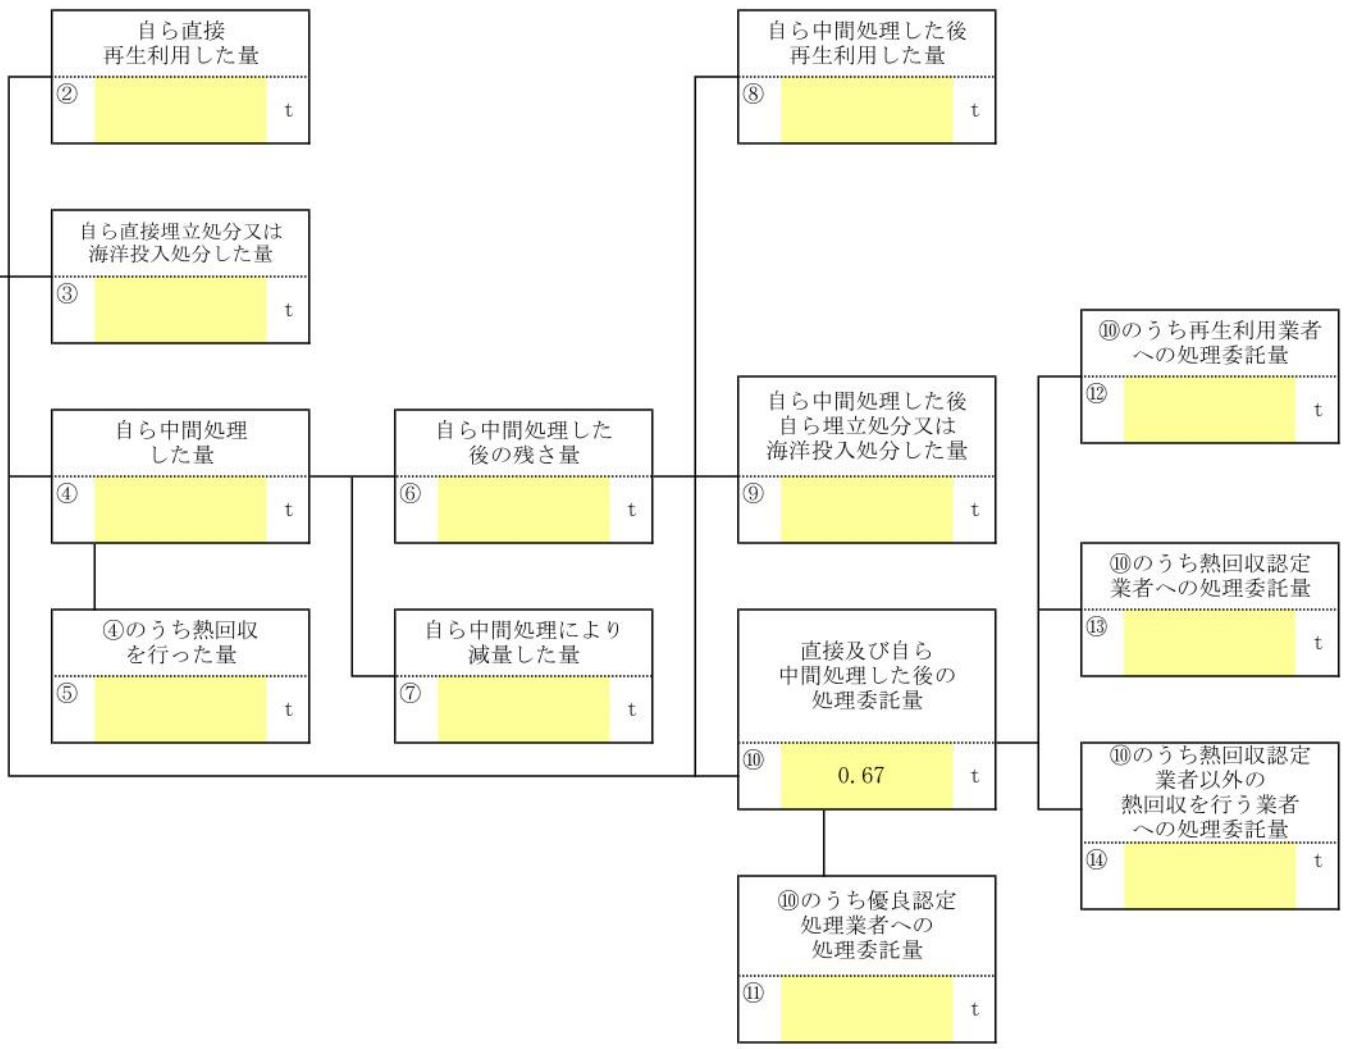 自ら直接
再生利用した量
② t
自ら中間処理した後
再生利用した量
⑧ t
自ら直接埋立処分又は
海洋投入処分した量
③ t
⑩のうち再生利用業者
への処理委託量
⑫ t
自ら中間処理
した量
④ t
自ら中間処理した
後の残さ量
⑥ t
自ら中間処理した後
自ら埋立処分又は
海洋投入処分した量
⑨ t
⑩のうち熱回収認定
業者への処理委託量
⑬ t
④のうち熱回収
を行った量
⑤ t
自ら中間処理により
減量した量
⑦ t
直接及び自ら
中間処理した後の
処理委託量
⑩ 0.67 t
⑩のうち熱回収認定
業者以外の
熱回収を行う業者
への処理委託量
⑭ t
⑩のうち優良認定
処理業者への
処理委託量
⑪ t